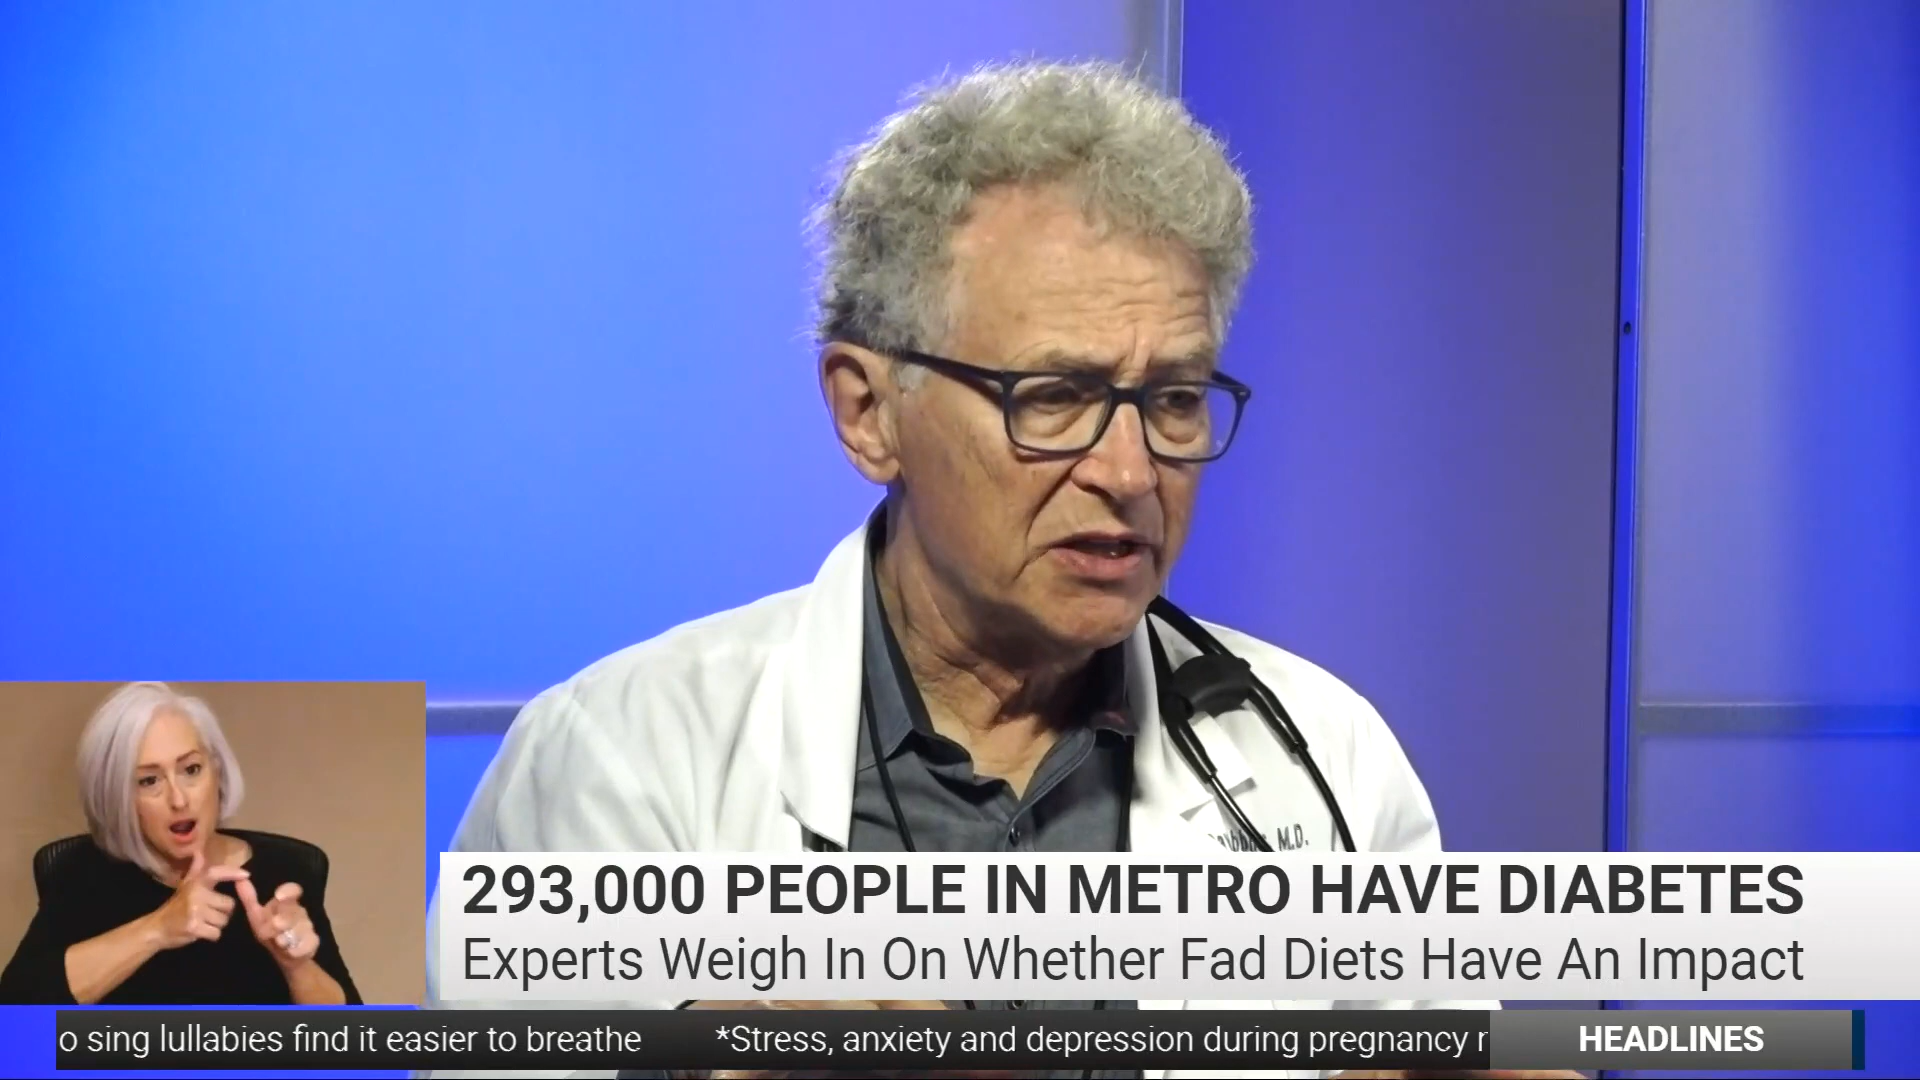 M.D.
293,000 PEOPLE IN METRO HAVE DIABETES
Experts Weigh In On Whether Fad Diets Have An Impact
o sing lullabies find it easier to breathe *Stress, anxiety and depression during pregnancy r
HEADLINES